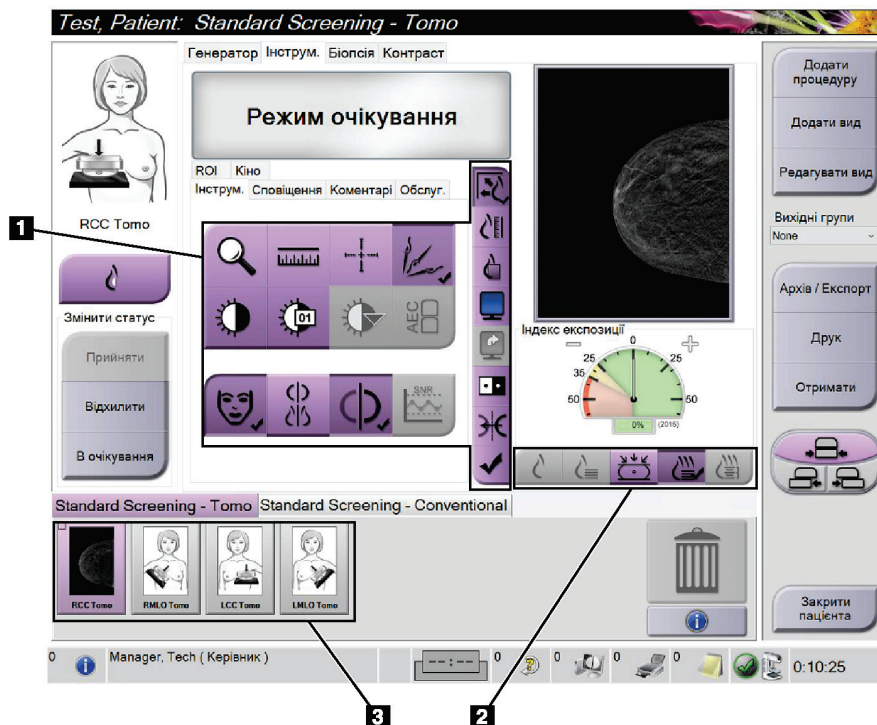 Test, Patient: Standard Screening - Tomo
Генератор Інструм. Біопсія Контраст
Режим очікування
ROI Кіно
Інструм. Сповіщення Коментарі Обслуг.
RCC Tomo
1
Змінити статус
Прийняти
Відхилити
В очікування
01
AEC
SNR
Індекс експозиції
0
25 25
35
50 50
0% (2015)
Додати
процедуру
Додати вид
Редагувати вид
Вихідні групи
None
Архів / Експорт
Друк
Отримати
Закрити
пацієнта
Standard Screening - Tomo Standard Screening - Conventional
RCC Tomo RMLO Tomo LCC Tomo LMLO Tomo
0 Manager, Tech ( Керівник ) --:-- 0 0 0 0 0:10:25
3 2